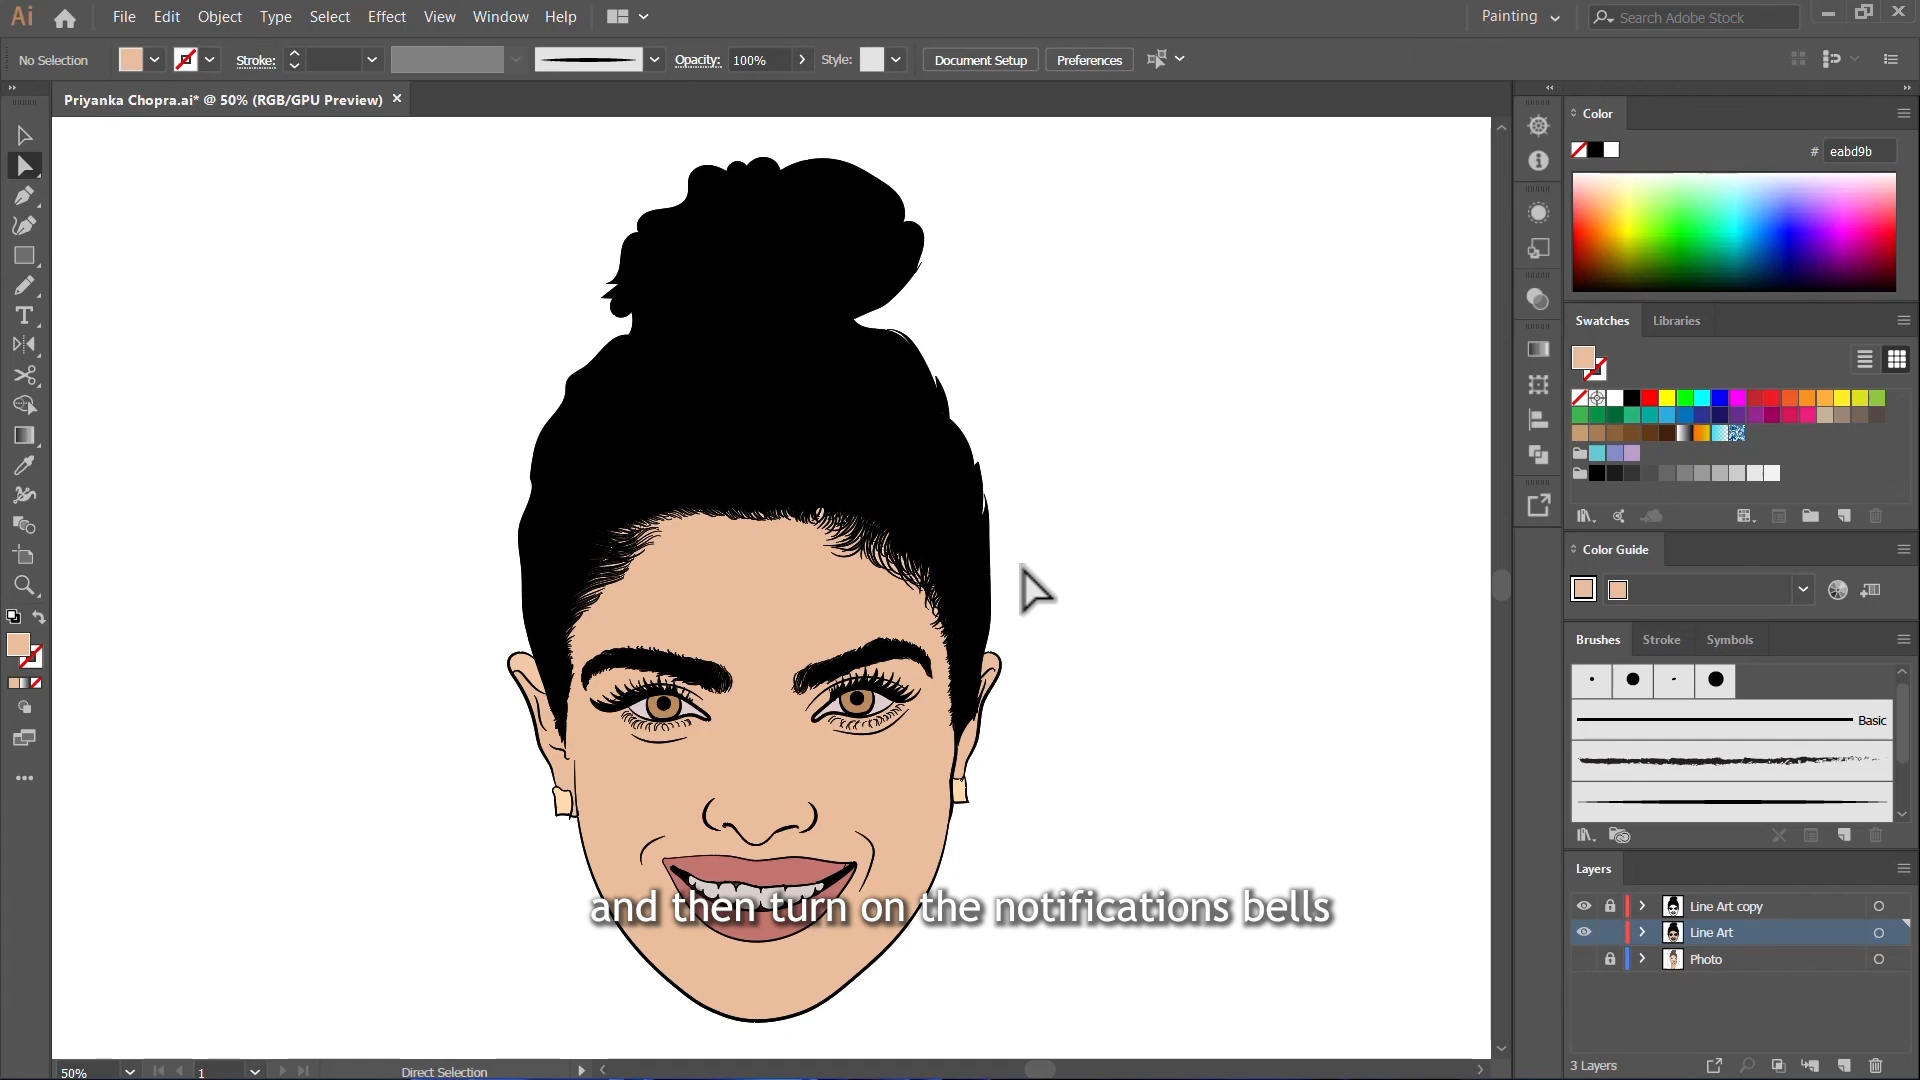 Ai File Edit Object Type Select Effect View Window Help Painting Search Adobe Stock
No Selection Stroke: Opacity: 100% Style: Document Setup Preferences
Priyanka Chopra.ai* @ 50% (RGB/GPU Preview)
Color
# eabd9b
Swatches Libraries
Color Guide
Brushes Stroke Symbols
Basic
Layers
Line Art copy
Line Art
Photo
3 Layers
and then turn on the notifications bells
50% 1 Direct Selection